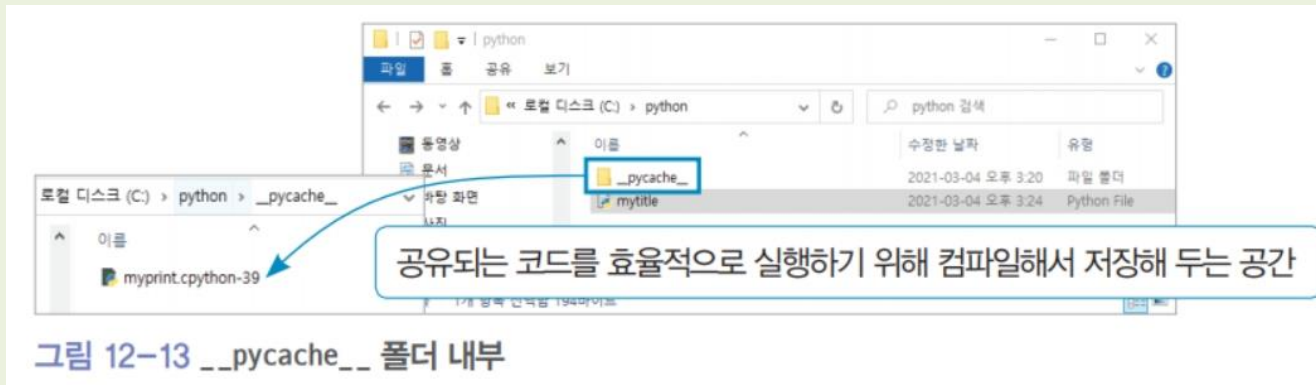 python
파일 홈 공유 보기
« 로컬 디스크 (C:) › python
python 검색
동영상
이름 수정한 날짜 유형
문서
__pycache__ 2021-03-04 오후 3:20 파일 폴더
바탕 화면
mytitle 2021-03-04 오후 3:24 Python File
로컬 디스크 (C:) › python › __pycache__
이름
myprint.cpython-39
공유되는 코드를 효율적으로 실행하기 위해 컴파일해서 저장해 두는 공간
그림 12-13 __pycache__ 폴더 내부